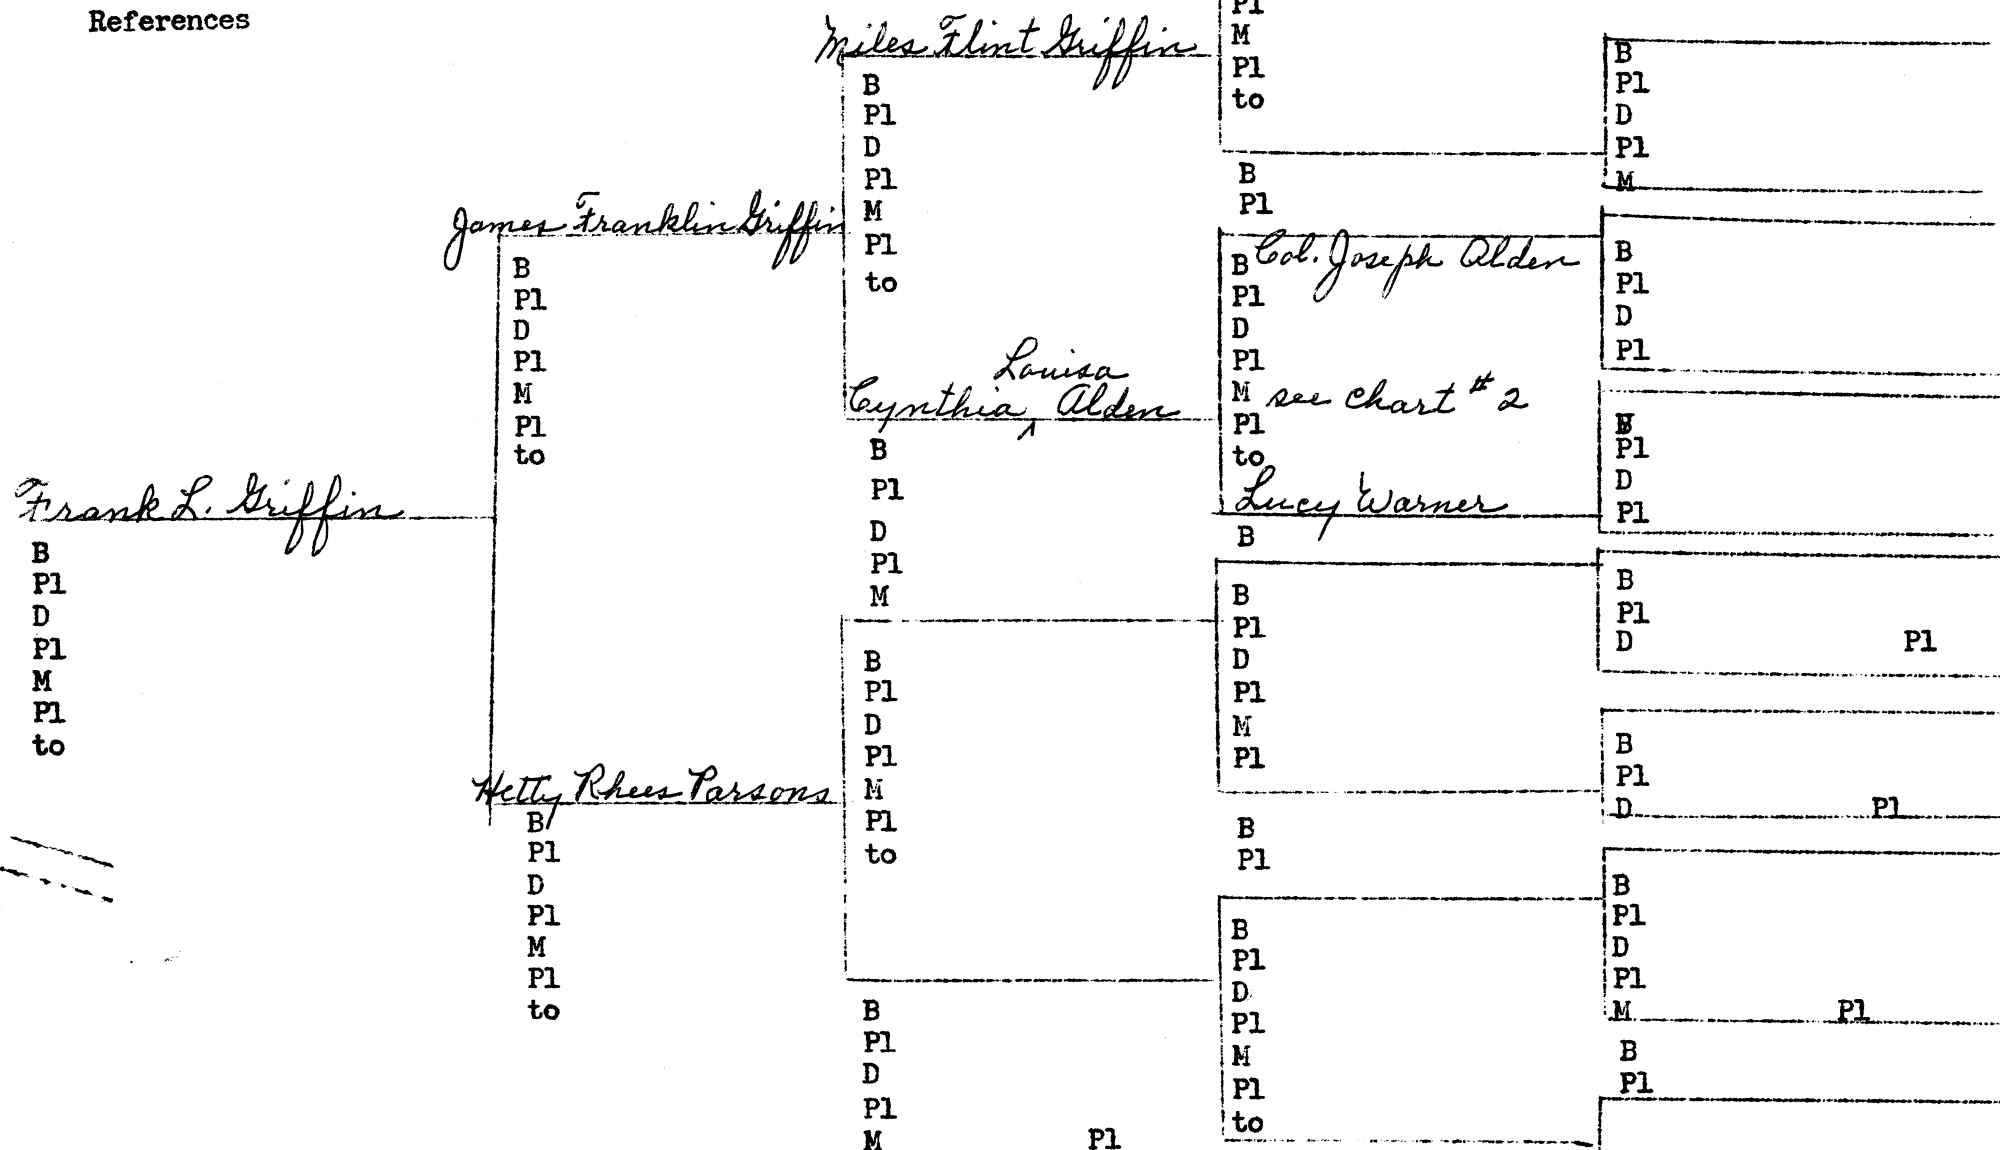 References
Frank L. Griffin
B
Pl
D
Pl
M
Pl
to
James Franklin Griffin
B
Pl
D
Pl
M
Pl
to
Hetty Rhees Parsons
B
Pl
D
Pl
M
Pl
to
Miles Flint Griffin
B
Pl
D
Pl
M
Pl
to
Louisa
Cynthia ^ Alden
B
Pl
D
Pl
M
B
Pl
D
Pl
M
Pl
to
B
Pl
D
Pl
M Pl
Pl
M
Pl
to
B
Pl
B Col. Joseph Alden
Pl
D
Pl
M see chart # 2
Pl
to
Lucy Warner
B
B
Pl
D
Pl
M
Pl
B
Pl
B
Pl
D
Pl
M
Pl
to
B
Pl
D
Pl
M
B
Pl
D
Pl
B
Pl
D
Pl
B
Pl
D Pl
B
Pl
D Pl
B
Pl
D
Pl
M Pl
B
Pl